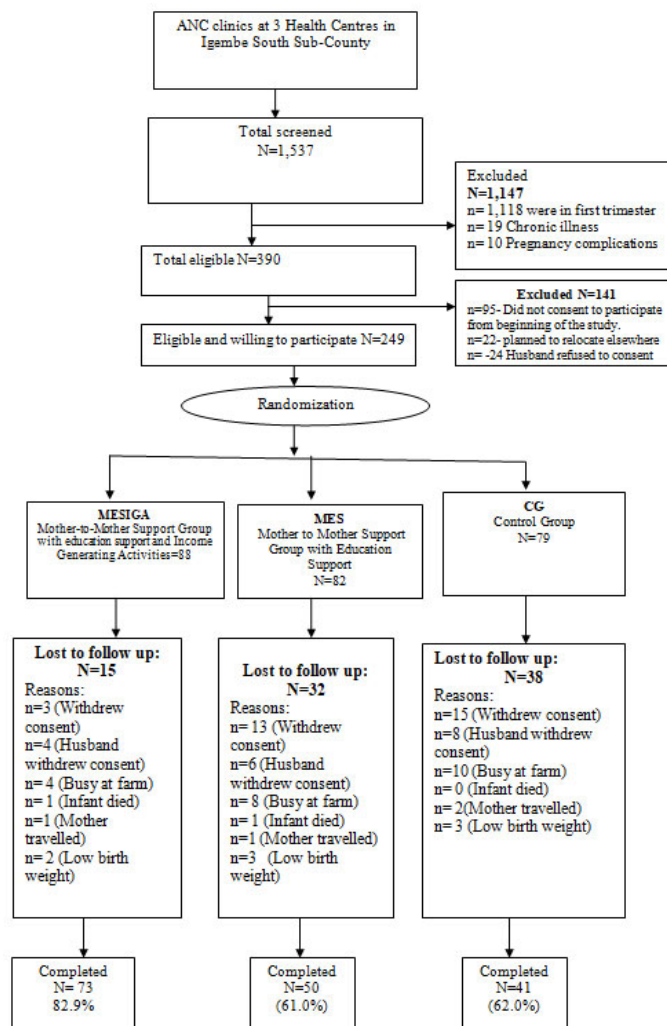 ANC clinics at 3 Health Centres in
Igembe South Sub-County
Total screened
N=1,537
Excluded
N=1,147
n= 1,118 were in first trimester
n= 19 Chronic illness
n= 10 Pregnancy complications
Total eligible N=390
Excluded N=141
n=95- Did not consent to participate
from beginning of the study.
n=22- planned to relocate elsewhere
n= -24 Husband refused to consent
Eligible and willing to participate N=249
Randomization
MESIGA
Mother-to-Mother Support Group
with education support and Income
Generating Activities=88
MES
Mother to Mother Support
Group with Education
Support
N=82
CG
Control Group
N=79
Lost to follow up:
N=15
Reasons:
n=3 (Withdrew
consent)
n=4 (Husband
withdrew consent)
n=4 (Busy at farm)
n=1 (Infant died)
n=1 (Mother
travelled)
n= 2 (Low birth
weight)
Lost to follow up:
N=32
Reasons:
n= 13 (Withdrew
consent)
n=6 (Husband
withdrew consent)
n= 8 (Busy at farm)
n= 1 (Infant died)
n=1 (Mother travelled)
n=3 (Low birth
weight)
Lost to follow up:
N=38
Reasons:
n=15 (Withdrew consent)
n=8 (Husband withdrew
consent)
n=10 (Busy at farm)
n= 0 (Infant died)
n= 2(Mother travelled)
n= 3 (Low birth weight)
Completed
N= 73
82.9%
Completed
N=50
(61.0%)
Completed
N=41
(62.0%)